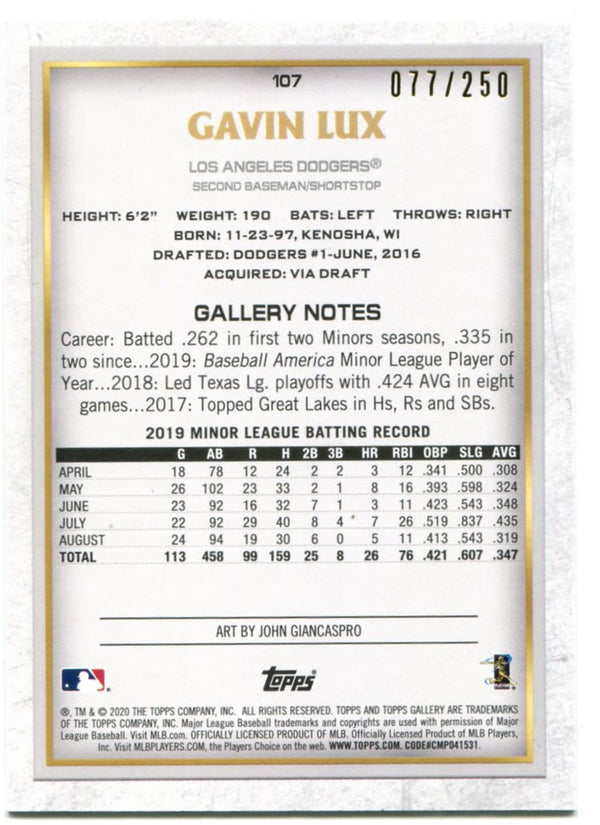 107
077/250
GAVIN LUX
LOS ANGELES DODGERS®
SECOND BASEMAN/SHORTSTOP
HEIGHT: 6'2" WEIGHT: 190 BATS: LEFT THROWS: RIGHT
BORN: 11-23-97, KENOSHA, WI
DRAFTED: DODGERS #1-JUNE, 2016
ACQUIRED: VIA DRAFT
GALLERY NOTES
Career: Batted .262 in first two Minors seasons, .335 in
two since...2019: Baseball America Minor League Player of
Year...2018: Led Texas Lg. playoffs with .424 AVG in eight
games...2017: Topped Great Lakes in Hs, Rs and SBs.
2019 MINOR LEAGUE BATTING RECORD
G AB R H 2B 3B HR RBI OBP SLG AVG
APRIL 18 78 12 24 2 2 3 12 .341 .500 .308
MAY 26 102 23 33 2 1 8 16 .393 .598 .324
JUNE 23 92 16 32 7 1 3 11 .423 .543 .348
JULY 22 92 29 40 8 4 7 26 .519 .837 .435
AUGUST 24 94 19 30 6 0 5 11 .413 .543 .319
TOTAL 113 458 99 159 25 8 26 76 .421 .607 .347
ART BY JOHN GIANCASPRO
Topps®
®, TM & © 2020 THE TOPPS COMPANY, INC. ALL RIGHTS RESERVED. TOPPS AND TOPPS GALLERY ARE TRADEMARKS
OF THE TOPPS COMPANY, INC. Major League Baseball trademarks and copyrights are used with permission of Major
League Baseball. Visit MLB.com. OFFICIALLY LICENSED PRODUCT OF MLB. Officially Licensed Product of MLB Players,
Inc. Visit MLBPLAYERS.COM, the Players Choice on the web. WWW.TOPPS.COM. CODE#CMP041531.